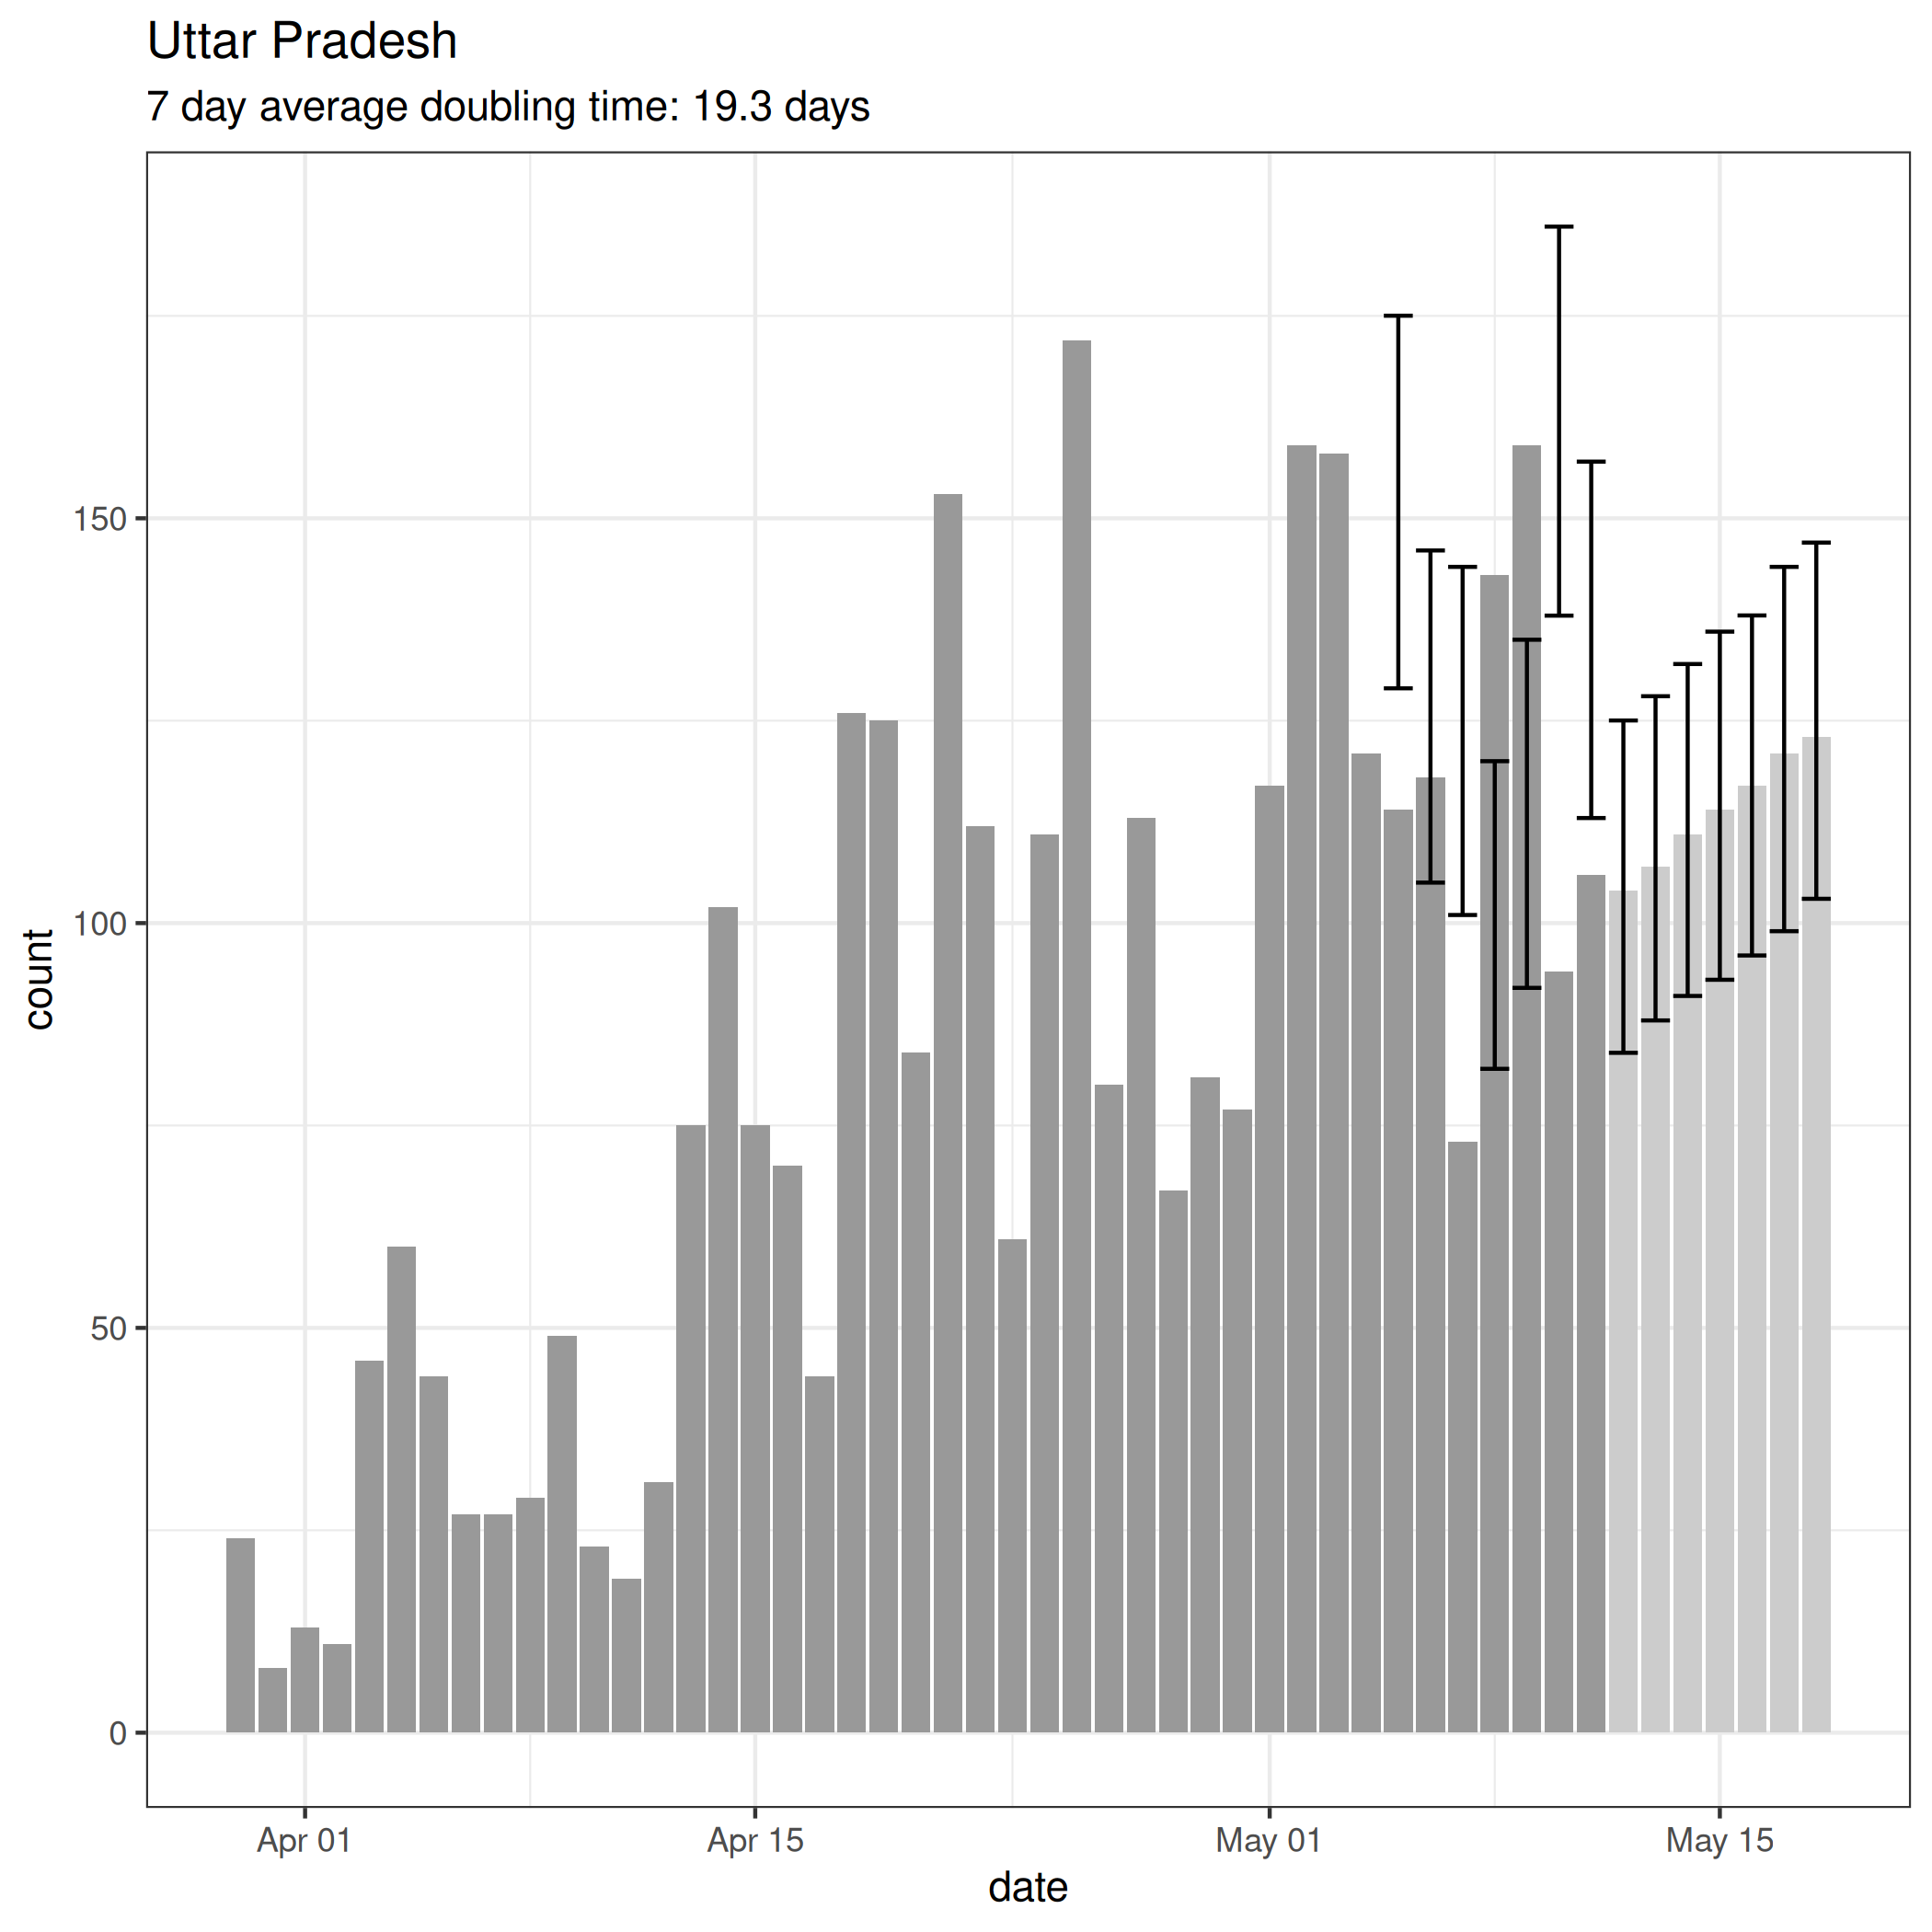 Uttar Pradesh
7 day average doubling time: 19.3 days
150
100
50
0
count
Apr 01
Apr 15
May 01
May 15
date